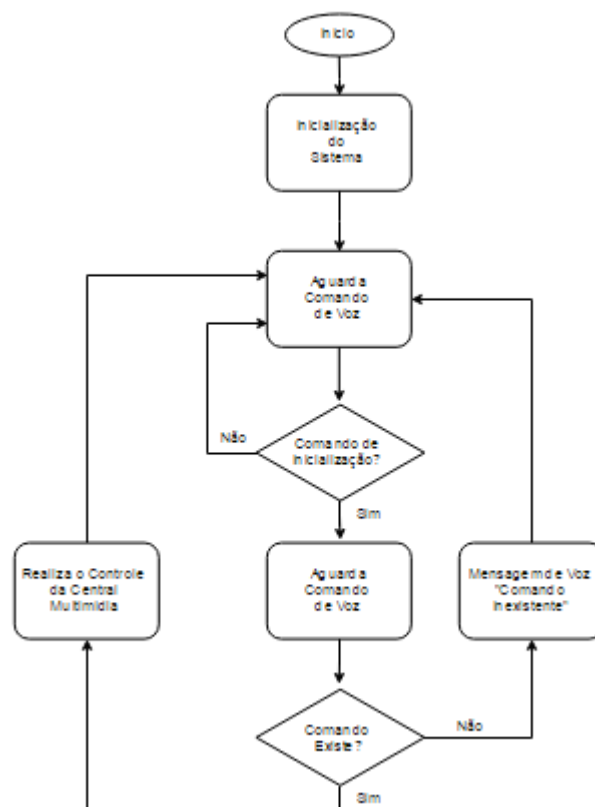 Início
Inicialização
do
Sistema
Aguarda
Comando
de Voz
Não
Comando de
Inicialização?
Sim
Realiza o Controle
da Central
Multimídia
Aguarda
Comando
de Voz
Mensagem de Voz
"Comando
Inexistente"
Comando
Existe?
Não
Sim